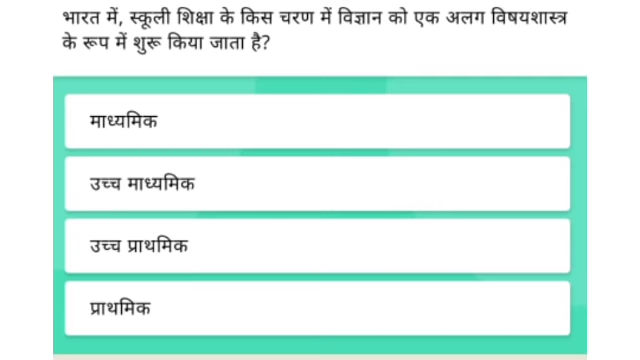 भारत में, स्कूली शिक्षा के किस चरण में विज्ञान को एक अलग विषयशास्त्र
के रूप में शुरू किया जाता है?
माध्यमिक
उच्च माध्यमिक
उच्च प्राथमिक
प्राथमिक